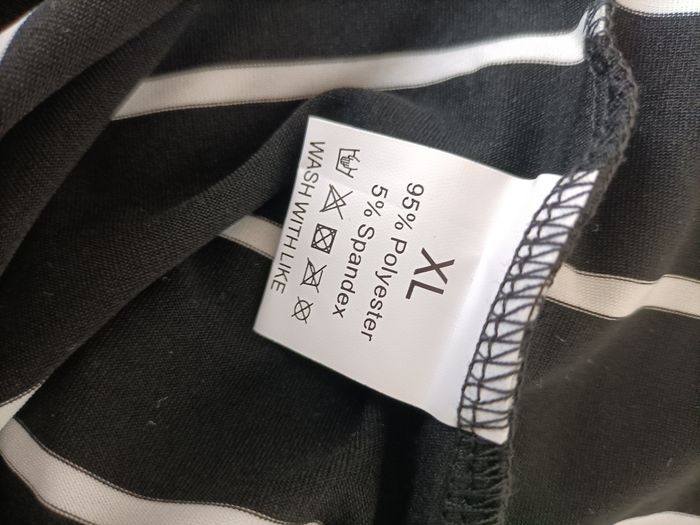 XL
95% Polyester
5% Spandex
WASH WITH LIKE